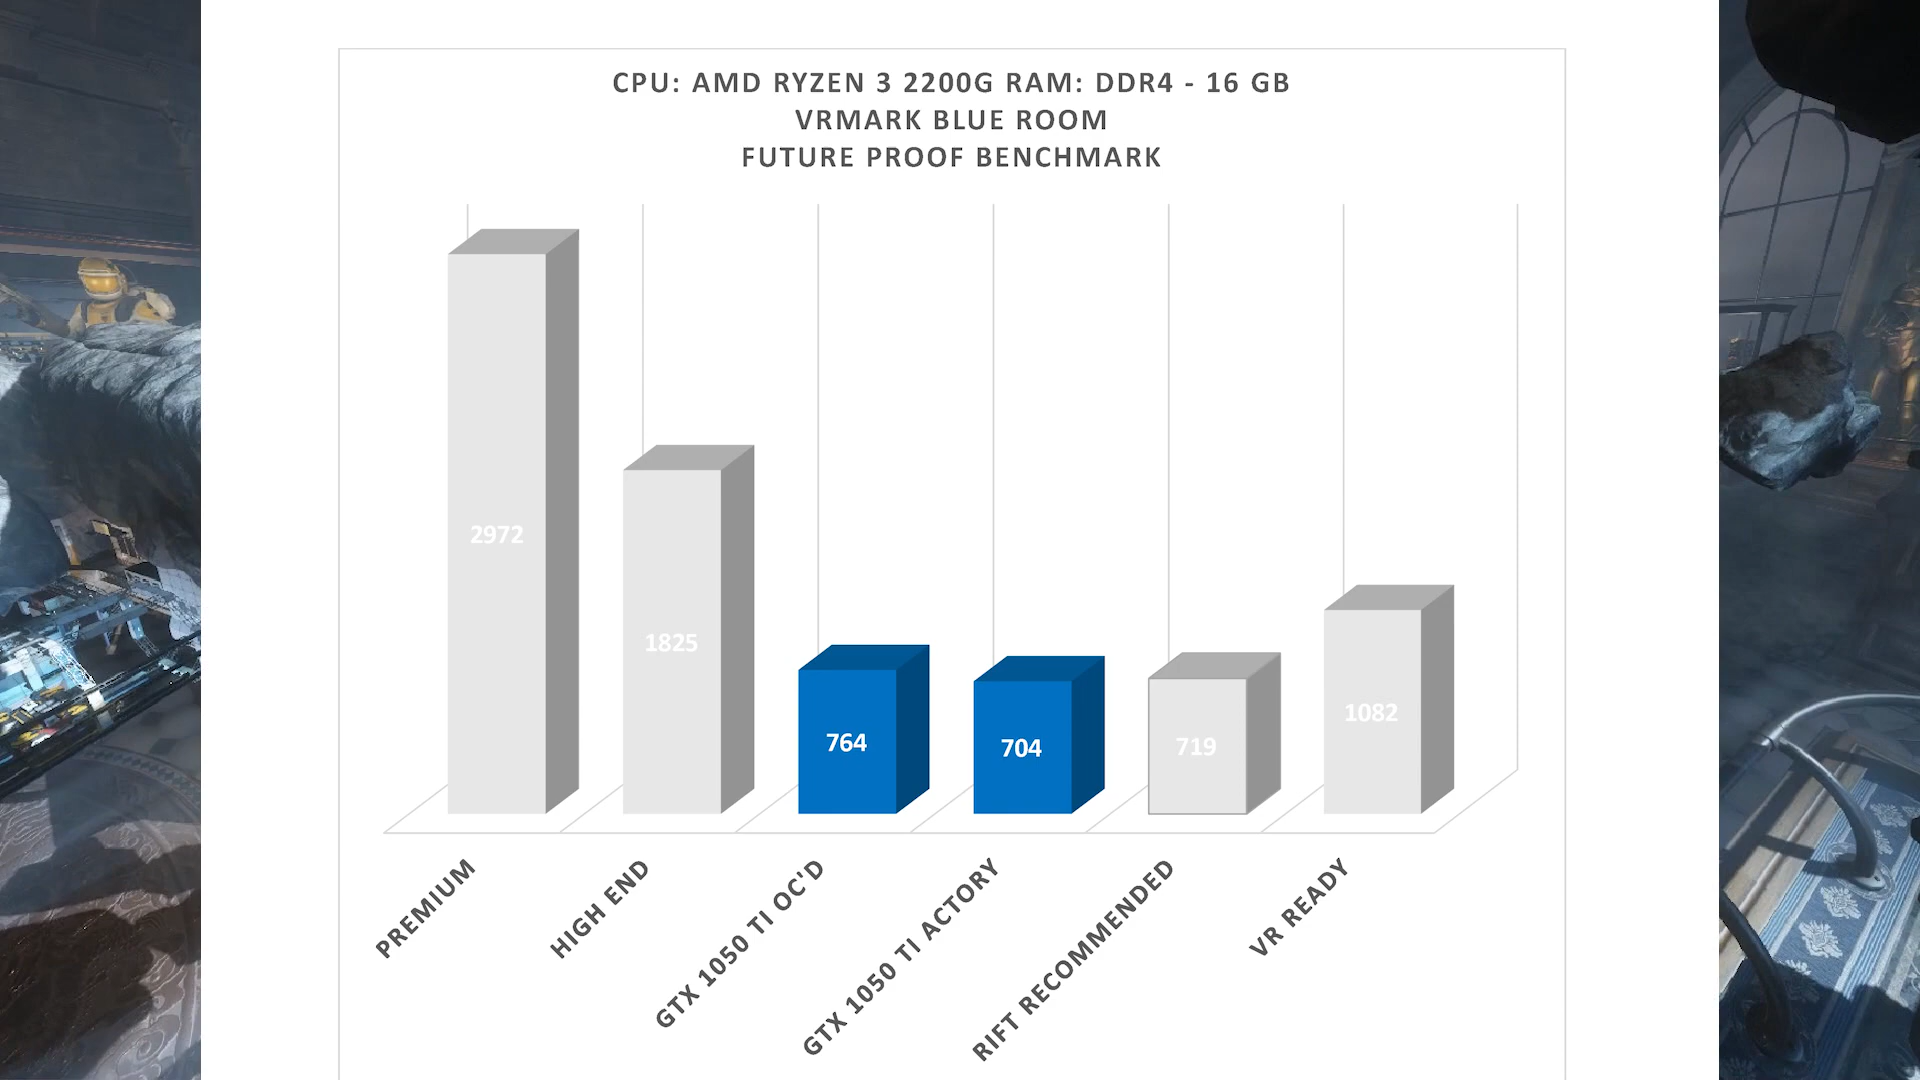 CPU: AMD RYZEN 3 2200G RAM: DDR4 - 16 GB
VRMARK BLUE ROOM
FUTURE PROOF BENCHMARK
2972
1825
764
704
719
1082
PREMIUM
HIGH END
GTX 1050 TI OC'D
GTX 1050 TI ACTORY
RIFT RECOMMENDED
VR READY